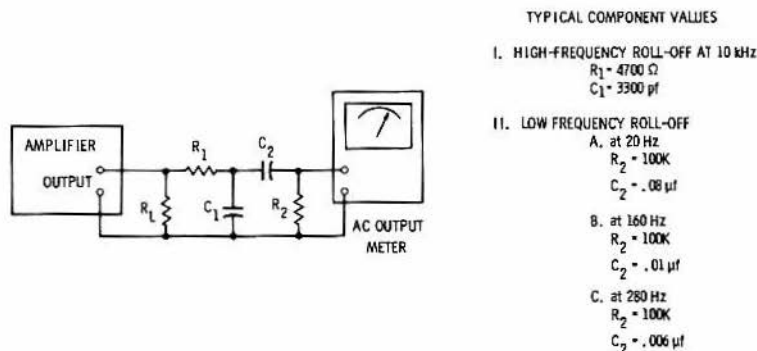 TYPICAL COMPONENT VALUES
I. HIGH-FREQUENCY ROLL-OFF AT 10 kHz
R1 = 4700 Ω
C1 = 3300 pf
II. LOW FREQUENCY ROLL-OFF
A. at 20 Hz
R2 = 100K
C2 = .08 µf
B. at 160 Hz
R2 = 100K
C2 = .01 µf
C. at 280 Hz
R2 = 100K
C2 = .006 µf
AMPLIFIER
OUTPUT
RL
R1
C1
C2
R2
AC OUTPUT
METER